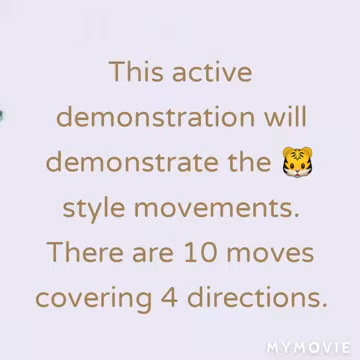 This active
demonstration will
demonstrate the 🐯
style movements.
There are 10 moves
covering 4 directions.
MYMOVIE